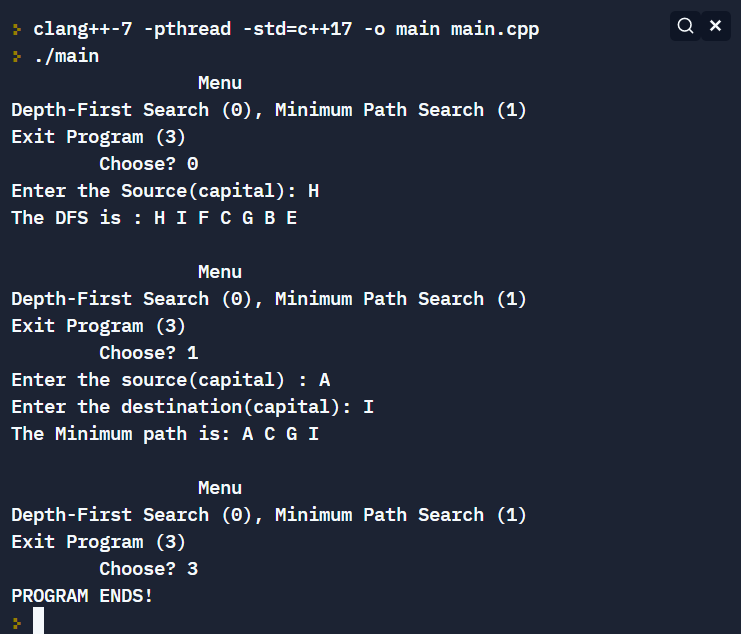 > clang++-7 -pthread -std=c++17 -o main main.cpp
> ./main
Menu
Depth-First Search (0), Minimum Path Search (1)
Exit Program (3)
Choose? 0
Enter the Source(capital): H
The DFS is : H I F C G B E
Menu
Depth-First Search (0), Minimum Path Search (1)
Exit Program (3)
Choose? 1
Enter the source(capital) : A
Enter the destination(capital): I
The Minimum path is: A C G I
Menu
Depth-First Search (0), Minimum Path Search (1)
Exit Program (3)
Choose? 3
PROGRAM ENDS!
>